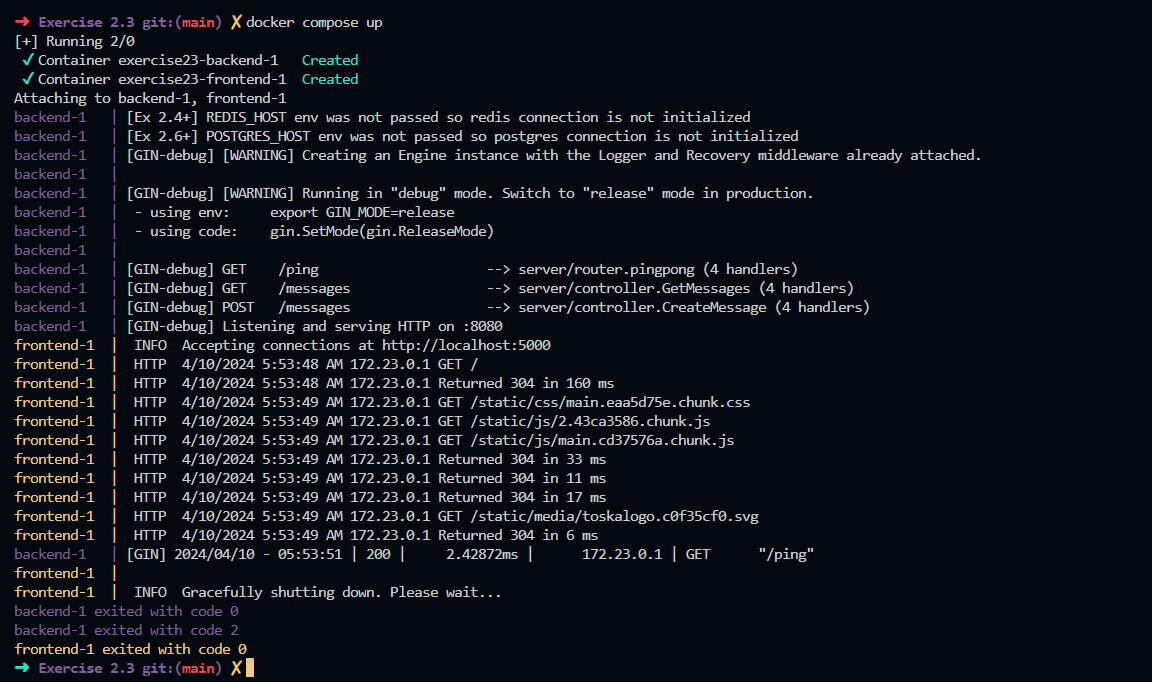 ➜ Exercise 2.3 git:(main) ✗ docker compose up
[+] Running 2/0
✓ Container exercise23-backend-1 Created
✓ Container exercise23-frontend-1 Created
Attaching to backend-1, frontend-1
backend-1 | [Ex 2.4+] REDIS_HOST env was not passed so redis connection is not initialized
backend-1 | [Ex 2.6+] POSTGRES_HOST env was not passed so postgres connection is not initialized
backend-1 | [GIN-debug] [WARNING] Creating an Engine instance with the Logger and Recovery middleware already attached.
backend-1 |
backend-1 | [GIN-debug] [WARNING] Running in "debug" mode. Switch to "release" mode in production.
backend-1 | - using env: export GIN_MODE=release
backend-1 | - using code: gin.SetMode(gin.ReleaseMode)
backend-1 |
backend-1 | [GIN-debug] GET /ping --> server/router.pingpong (4 handlers)
backend-1 | [GIN-debug] GET /messages --> server/controller.GetMessages (4 handlers)
backend-1 | [GIN-debug] POST /messages --> server/controller.CreateMessage (4 handlers)
backend-1 | [GIN-debug] Listening and serving HTTP on :8080
frontend-1 | INFO Accepting connections at http://localhost:5000
frontend-1 | HTTP 4/10/2024 5:53:48 AM 172.23.0.1 GET /
frontend-1 | HTTP 4/10/2024 5:53:48 AM 172.23.0.1 Returned 304 in 160 ms
frontend-1 | HTTP 4/10/2024 5:53:49 AM 172.23.0.1 GET /static/css/main.eaa5d75e.chunk.css
frontend-1 | HTTP 4/10/2024 5:53:49 AM 172.23.0.1 GET /static/js/2.43ca3586.chunk.js
frontend-1 | HTTP 4/10/2024 5:53:49 AM 172.23.0.1 GET /static/js/main.cd37576a.chunk.js
frontend-1 | HTTP 4/10/2024 5:53:49 AM 172.23.0.1 Returned 304 in 33 ms
frontend-1 | HTTP 4/10/2024 5:53:49 AM 172.23.0.1 Returned 304 in 11 ms
frontend-1 | HTTP 4/10/2024 5:53:49 AM 172.23.0.1 Returned 304 in 17 ms
frontend-1 | HTTP 4/10/2024 5:53:49 AM 172.23.0.1 GET /static/media/toskalogo.c0f35cf0.svg
frontend-1 | HTTP 4/10/2024 5:53:49 AM 172.23.0.1 Returned 304 in 6 ms
backend-1 | [GIN] 2024/04/10 - 05:53:51 | 200 | 2.42872ms | 172.23.0.1 | GET "/ping"
frontend-1 |
frontend-1 | INFO Gracefully shutting down. Please wait...
backend-1 exited with code 0
backend-1 exited with code 2
frontend-1 exited with code 0
➜ Exercise 2.3 git:(main) ✗